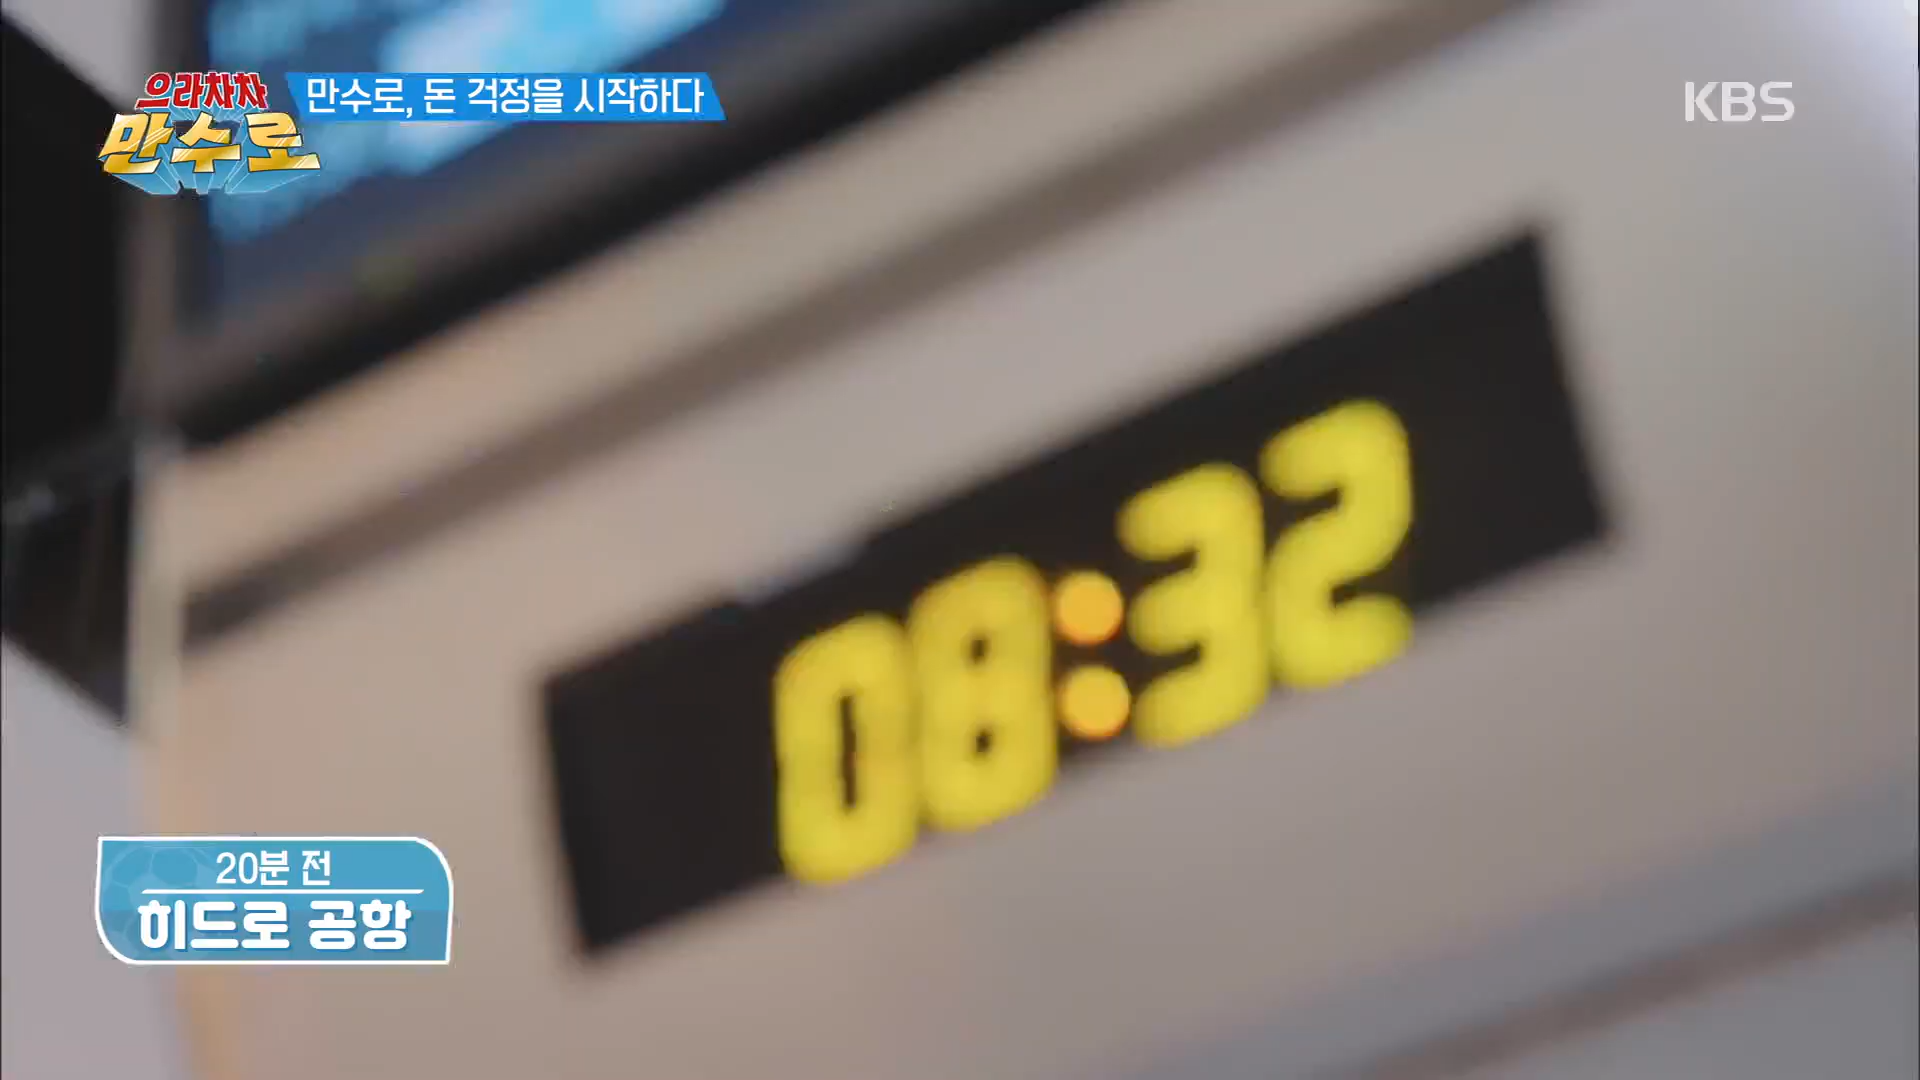 으라차차
만수로
만수로, 돈 걱정을 시작하다
KBS
08:32
20분 전
히드로 공항